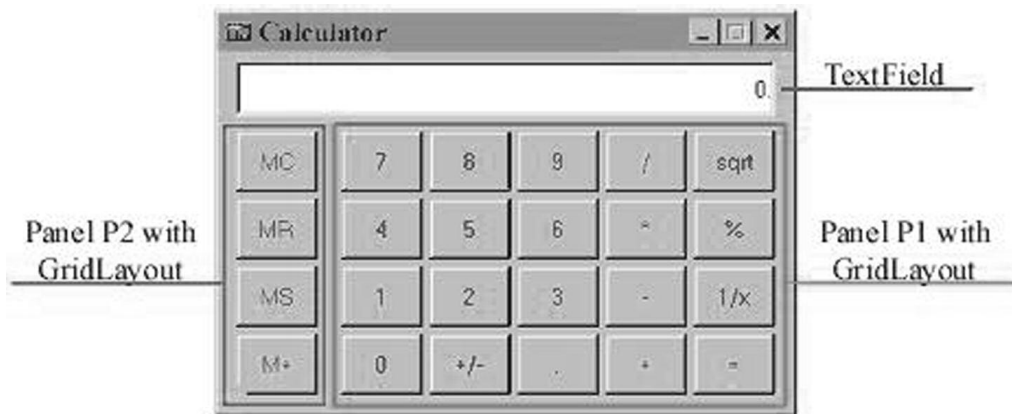 Calculator
0.
TextField
MC 7 8 9 / sqrt
MR 4 5 6 * %
Panel P2 with
GridLayout
Panel P1 with
GridLayout
MS 1 2 3 - 1/x
M+ 0 +/- . + =